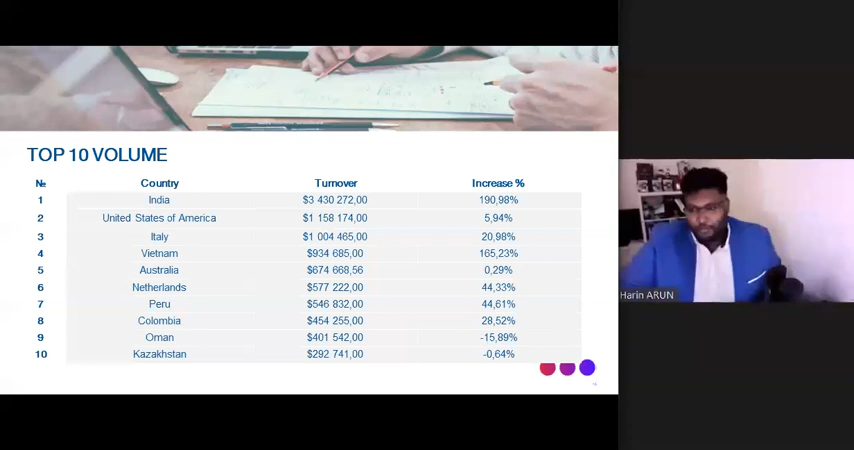 TOP 10 VOLUME
№ Country Turnover Increase %
1 India $3 430 272,00 190,98%
2 United States of America $1 158 174,00 5,94%
3 Italy $1 004 465,00 20,98%
4 Vietnam $934 685,00 165,23%
5 Australia $674 668,56 0,29%
6 Netherlands $577 222,00 44,33%
7 Peru $546 832,00 44,61%
8 Colombia $454 255,00 28,52%
9 Oman $401 542,00 -15,89%
10 Kazakhstan $292 741,00 -0,64%
Harin ARUN